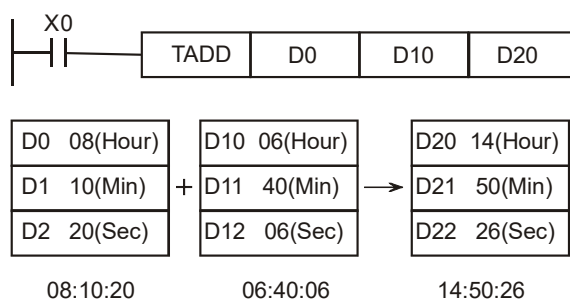 X0
TADD D0 D10 D20
D0 08(Hour) D10 06(Hour) D20 14(Hour)
D1 10(Min) + D11 40(Min) D21 50(Min)
D2 20(Sec) D12 06(Sec) D22 26(Sec)
08:10:20 06:40:06 14:50:26